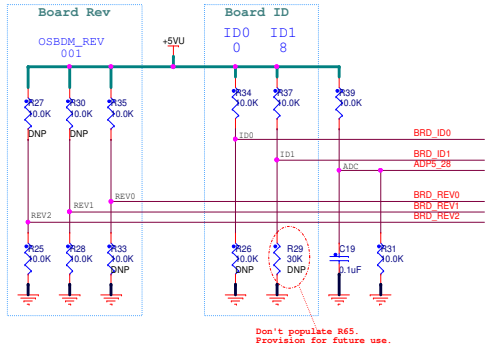 Board Rev
Board ID
OSBDM_REV
001
+5VU
ID0 ID1
0 8
R27
10.0K
DNP
R30
10.0K
DNP
R35
10.0K
R34
10.0K
R37
10.0K
R39
10.0K
ID0
BRD_ID0
ID1
BRD_ID1
ADC
ADP5_28
REV0
BRD_REV0
REV1
BRD_REV1
REV2
BRD_REV2
R25
10.0K
R28
10.0K
R33
10.0K
DNP
R26
10.0K
DNP
R29
30K
DNP
C19
0.1uF
R31
10.0K
Don't populate R65.
Provision for future use.